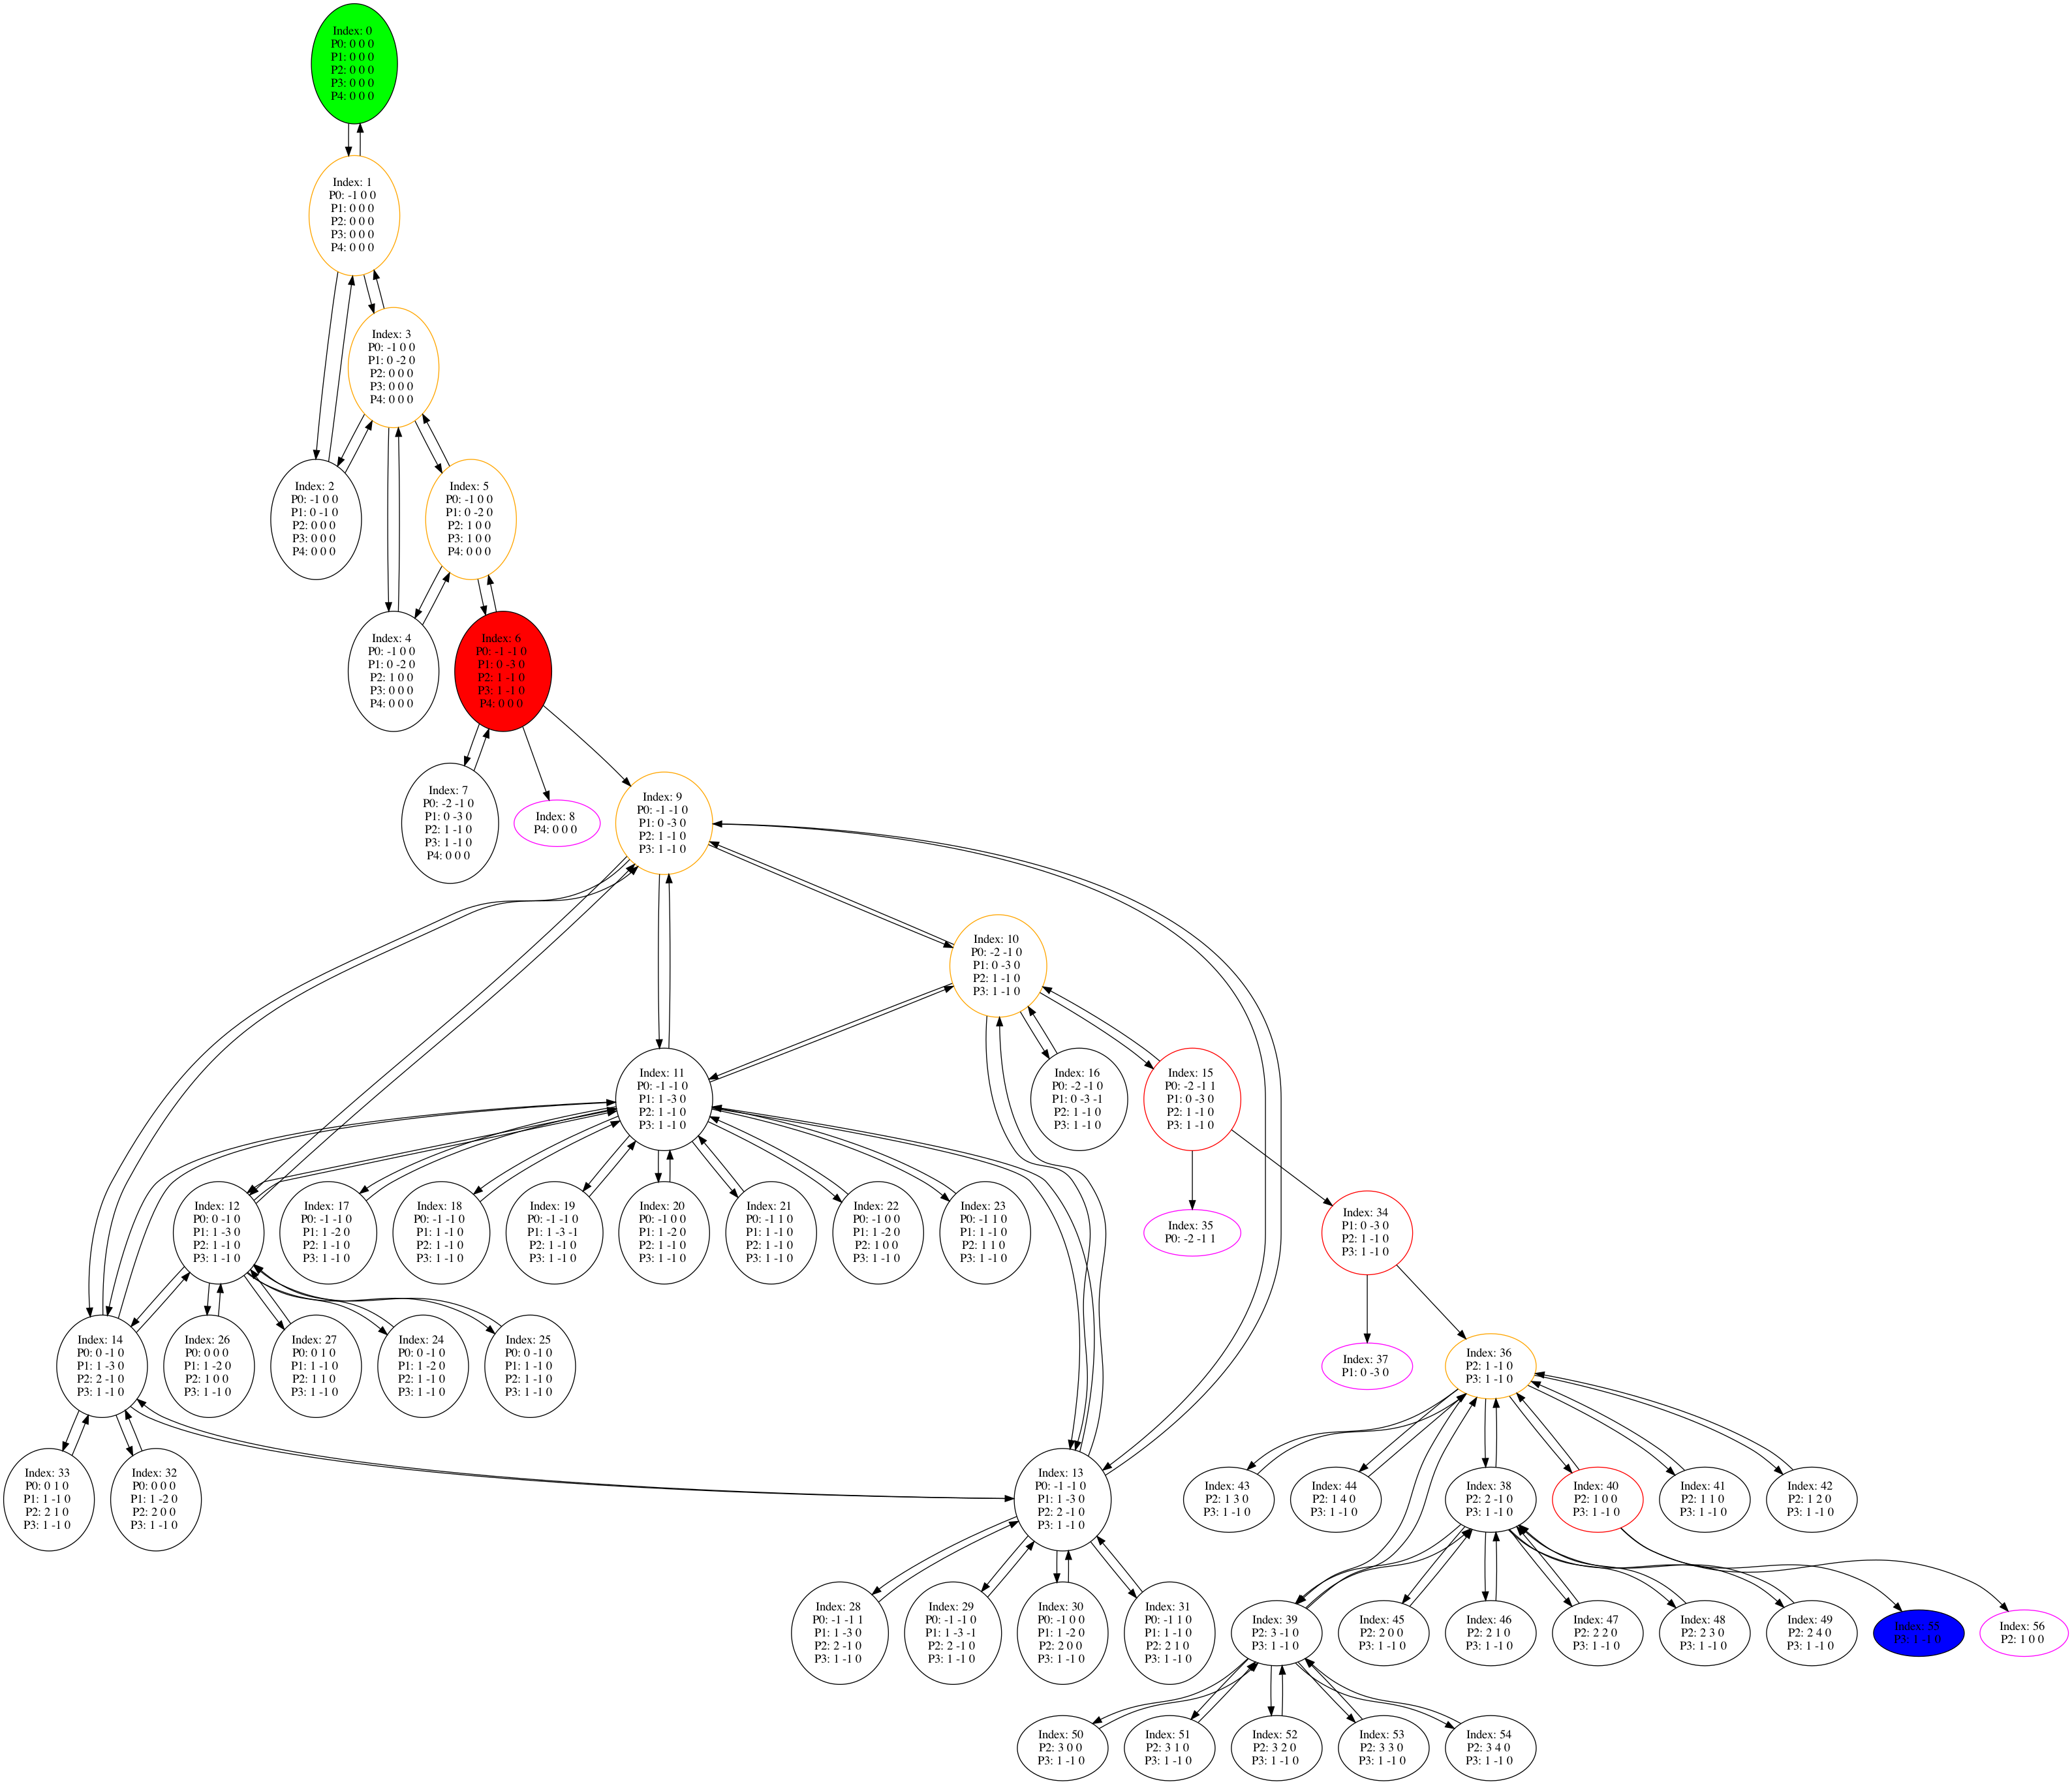 Index: 0
P0: 0 0 0
P1: 0 0 0
P2: 0 0 0
P3: 0 0 0
P4: 0 0 0
Index: 1
P0: -1 0 0
P1: 0 0 0
P2: 0 0 0
P3: 0 0 0
P4: 0 0 0
Index: 3
P0: -1 0 0
P1: 0 -2 0
P2: 0 0 0
P3: 0 0 0
P4: 0 0 0
Index: 2
P0: -1 0 0
P1: 0 -1 0
P2: 0 0 0
P3: 0 0 0
P4: 0 0 0
Index: 5
P0: -1 0 0
P1: 0 -2 0
P2: 1 0 0
P3: 1 0 0
P4: 0 0 0
Index: 4
P0: -1 0 0
P1: 0 -2 0
P2: 1 0 0
P3: 0 0 0
P4: 0 0 0
Index: 6
P0: -1 -1 0
P1: 0 -3 0
P2: 1 -1 0
P3: 1 -1 0
P4: 0 0 0
Index: 7
P0: -2 -1 0
P1: 0 -3 0
P2: 1 -1 0
P3: 1 -1 0
P4: 0 0 0
Index: 8
P4: 0 0 0
Index: 9
P0: -1 -1 0
P1: 0 -3 0
P2: 1 -1 0
P3: 1 -1 0
Index: 10
P0: -2 -1 0
P1: 0 -3 0
P2: 1 -1 0
P3: 1 -1 0
Index: 11
P0: -1 -1 0
P1: 1 -3 0
P2: 1 -1 0
P3: 1 -1 0
Index: 16
P0: -2 -1 0
P1: 0 -3 -1
P2: 1 -1 0
P3: 1 -1 0
Index: 15
P0: -2 -1 1
P1: 0 -3 0
P2: 1 -1 0
P3: 1 -1 0
Index: 12
P0: 0 -1 0
P1: 1 -3 0
P2: 1 -1 0
P3: 1 -1 0
Index: 17
P0: -1 -1 0
P1: 1 -2 0
P2: 1 -1 0
P3: 1 -1 0
Index: 18
P0: -1 -1 0
P1: 1 -1 0
P2: 1 -1 0
P3: 1 -1 0
Index: 19
P0: -1 -1 0
P1: 1 -3 -1
P2: 1 -1 0
P3: 1 -1 0
Index: 20
P0: -1 0 0
P1: 1 -2 0
P2: 1 -1 0
P3: 1 -1 0
Index: 21
P0: -1 1 0
P1: 1 -1 0
P2: 1 -1 0
P3: 1 -1 0
Index: 22
P0: -1 0 0
P1: 1 -2 0
P2: 1 0 0
P3: 1 -1 0
Index: 23
P0: -1 1 0
P1: 1 -1 0
P2: 1 1 0
P3: 1 -1 0
Index: 35
P0: -2 -1 1
Index: 34
P1: 0 -3 0
P2: 1 -1 0
P3: 1 -1 0
Index: 14
P0: 0 -1 0
P1: 1 -3 0
P2: 2 -1 0
P3: 1 -1 0
Index: 26
P0: 0 0 0
P1: 1 -2 0
P2: 1 0 0
P3: 1 -1 0
Index: 27
P0: 0 1 0
P1: 1 -1 0
P2: 1 1 0
P3: 1 -1 0
Index: 24
P0: 0 -1 0
P1: 1 -2 0
P2: 1 -1 0
P3: 1 -1 0
Index: 25
P0: 0 -1 0
P1: 1 -1 0
P2: 1 -1 0
P3: 1 -1 0
Index: 37
P1: 0 -3 0
Index: 36
P2: 1 -1 0
P3: 1 -1 0
Index: 33
P0: 0 1 0
P1: 1 -1 0
P2: 2 1 0
P3: 1 -1 0
Index: 32
P0: 0 0 0
P1: 1 -2 0
P2: 2 0 0
P3: 1 -1 0
Index: 13
P0: -1 -1 0
P1: 1 -3 0
P2: 2 -1 0
P3: 1 -1 0
Index: 43
P2: 1 3 0
P3: 1 -1 0
Index: 44
P2: 1 4 0
P3: 1 -1 0
Index: 38
P2: 2 -1 0
P3: 1 -1 0
Index: 40
P2: 1 0 0
P3: 1 -1 0
Index: 41
P2: 1 1 0
P3: 1 -1 0
Index: 42
P2: 1 2 0
P3: 1 -1 0
Index: 28
P0: -1 -1 1
P1: 1 -3 0
P2: 2 -1 0
P3: 1 -1 0
Index: 29
P0: -1 -1 0
P1: 1 -3 -1
P2: 2 -1 0
P3: 1 -1 0
Index: 30
P0: -1 0 0
P1: 1 -2 0
P2: 2 0 0
P3: 1 -1 0
Index: 31
P0: -1 1 0
P1: 1 -1 0
P2: 2 1 0
P3: 1 -1 0
Index: 39
P2: 3 -1 0
P3: 1 -1 0
Index: 45
P2: 2 0 0
P3: 1 -1 0
Index: 46
P2: 2 1 0
P3: 1 -1 0
Index: 47
P2: 2 2 0
P3: 1 -1 0
Index: 48
P2: 2 3 0
P3: 1 -1 0
Index: 49
P2: 2 4 0
P3: 1 -1 0
Index: 55
P3: 1 -1 0
Index: 56
P2: 1 0 0
Index: 50
P2: 3 0 0
P3: 1 -1 0
Index: 51
P2: 3 1 0
P3: 1 -1 0
Index: 52
P2: 3 2 0
P3: 1 -1 0
Index: 53
P2: 3 3 0
P3: 1 -1 0
Index: 54
P2: 3 4 0
P3: 1 -1 0